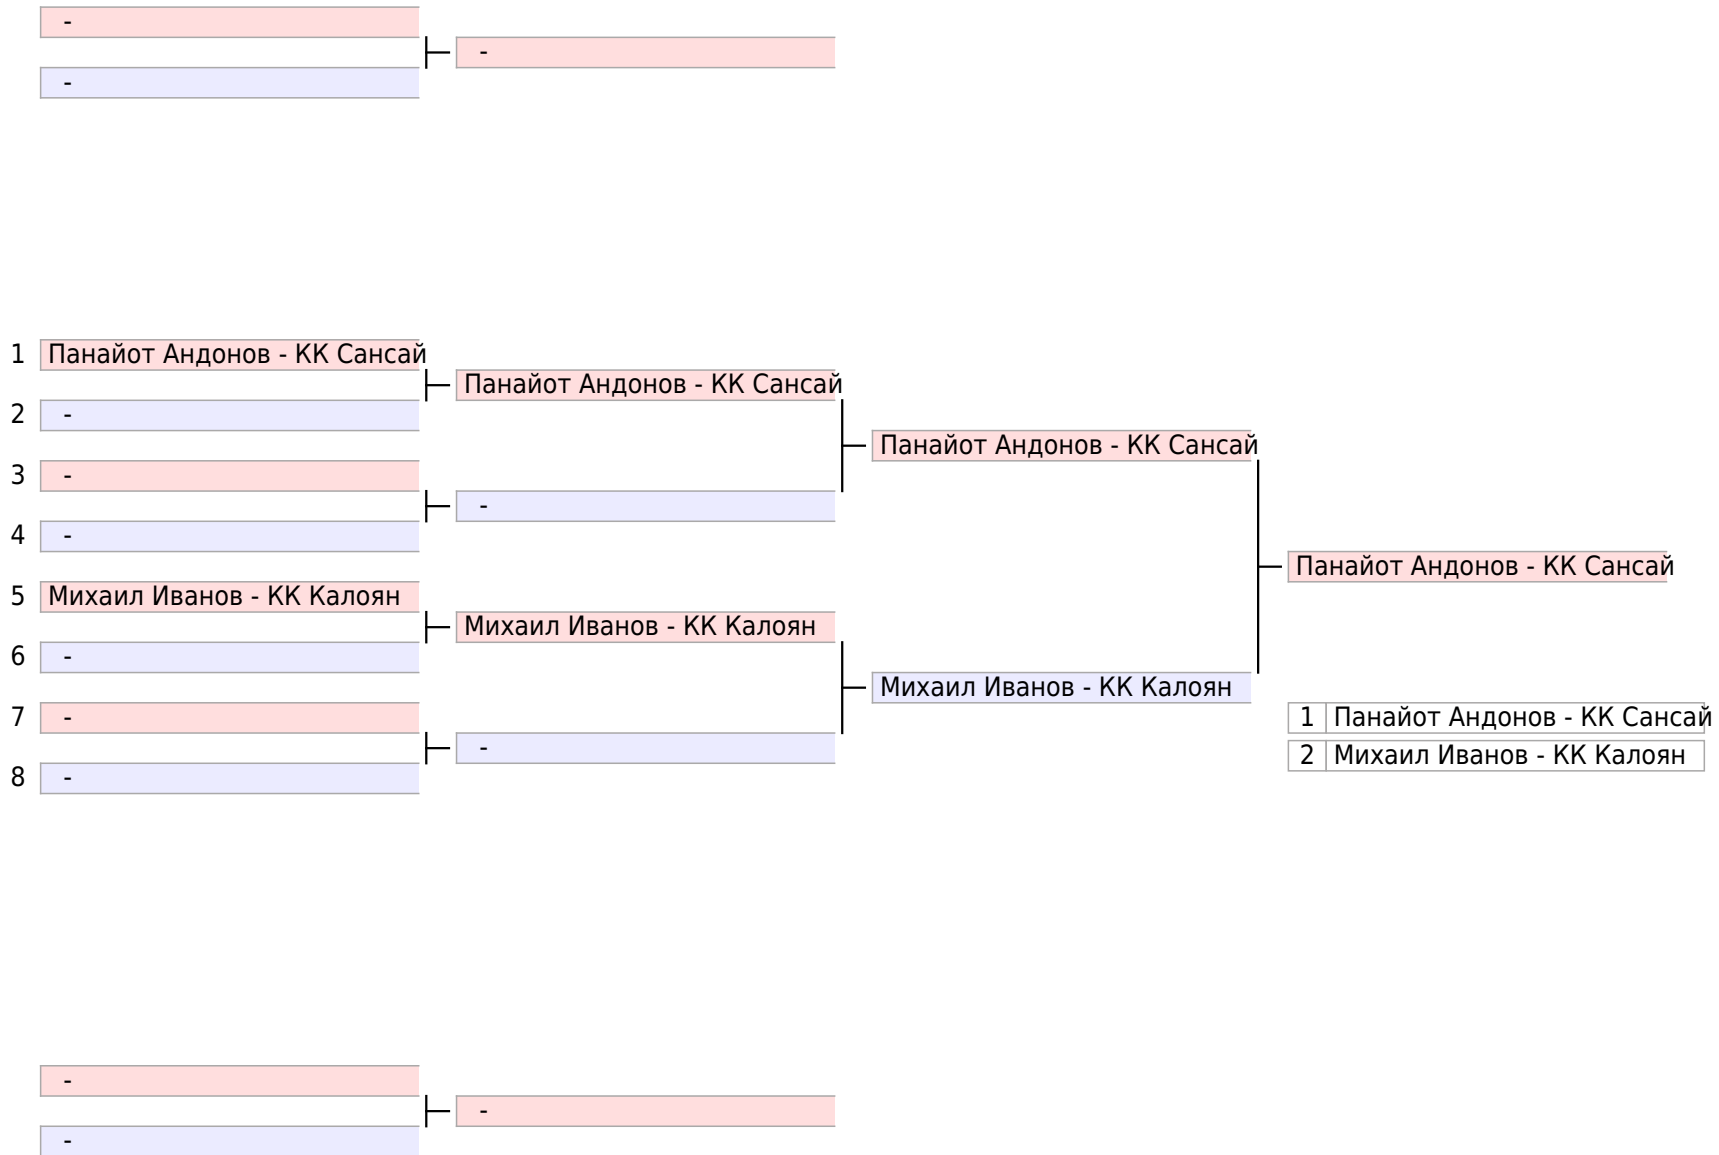 -
-
-
1 Панайот Андонов - КК Сансай
Панайот Андонов - КК Сансай
2 -
Панайот Андонов - КК Сансай
3 -
-
4 -
Панайот Андонов - КК Сансай
5 Михаил Иванов - КК Калоян
Михаил Иванов - КК Калоян
6 -
Михаил Иванов - КК Калоян
7 -
1 Панайот Андонов - КК Сансай
-
2 Михаил Иванов - КК Калоян
8 -
-
-
-